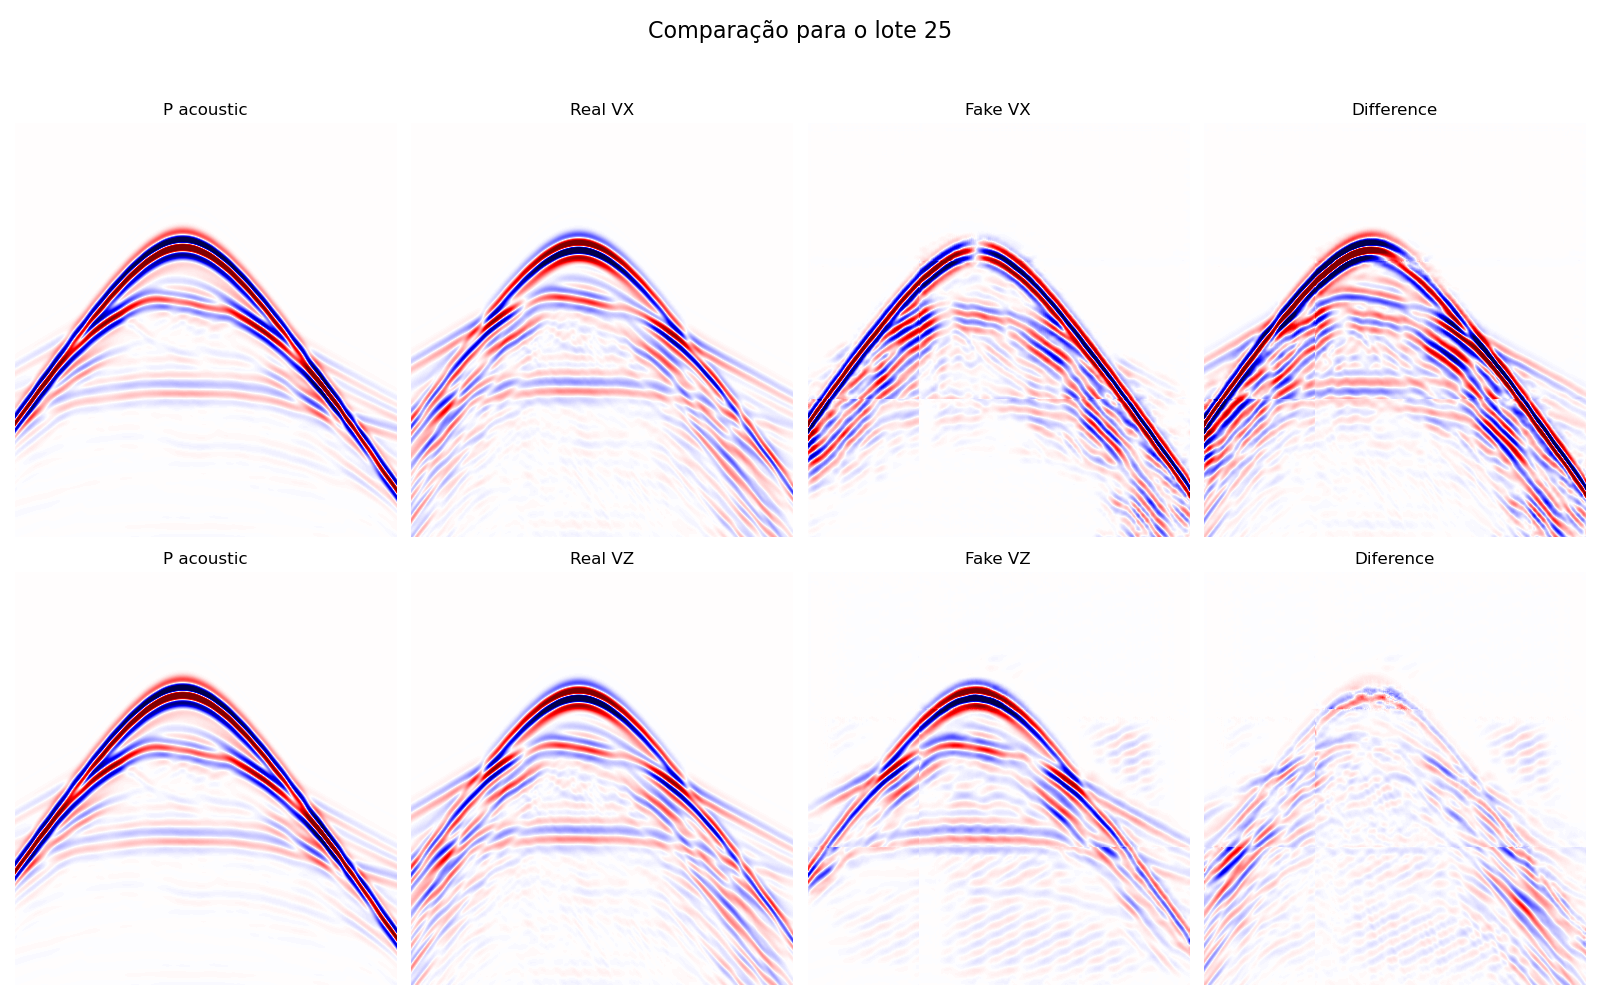 Comparação para o lote 25
P acoustic
Real VX
Fake VX
Difference
P acoustic
Real VZ
Fake VZ
Diference